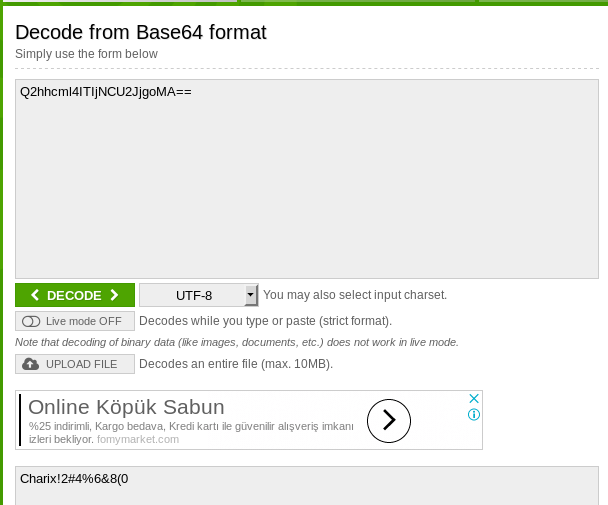 Decode from Base64 format
Simply use the form below
Q2hhcml4ITIjNCU2JjgoMA==
DECODE
UTF-8
You may also select input charset.
Live mode OFF
Decodes while you type or paste (strict format).
Note that decoding of binary data (like images, documents, etc.) does not work in live mode.
UPLOAD FILE
Decodes an entire file (max. 10MB).
Online Köpük Sabun
%25 indirimli, Kargo bedava, Kredi kartı ile güvenilir alışveriş imkanı
izleri bekliyor. fomymarket.com
Charix!2#4%6&8(0